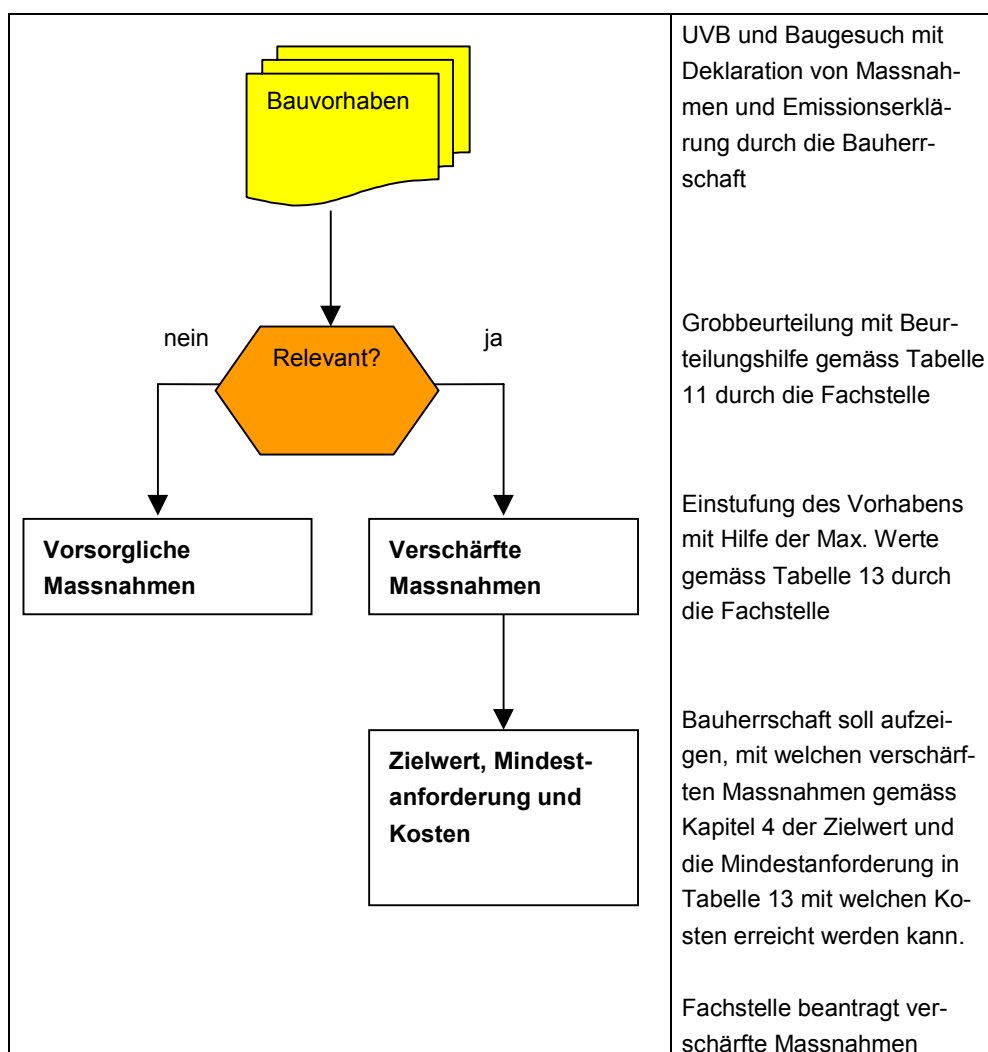 Bauvorhaben
UVB und Baugesuch mit
Deklaration von Massnah-
men und Emissionserklä-
rung durch die Bauherr-
schaft
nein
Relevant?
ja
Grobbeurteilung mit Beur-
teilungshilfe gemäss Tabelle
11 durch die Fachstelle
Vorsorgliche
Massnahmen
Verschärfte
Massnahmen
Einstufung des Vorhabens
mit Hilfe der Max. Werte
gemäss Tabelle 13 durch
die Fachstelle
Zielwert, Mindest-
anforderung und
Kosten
Bauherrschaft soll aufzei-
gen, mit welchen verschärf-
ten Massnahmen gemäss
Kapitel 4 der Zielwert und
die Mindestanforderung in
Tabelle 13 mit welchen Ko-
sten erreicht werden kann.
Fachstelle beantragt ver-
schärfte Massnahmen